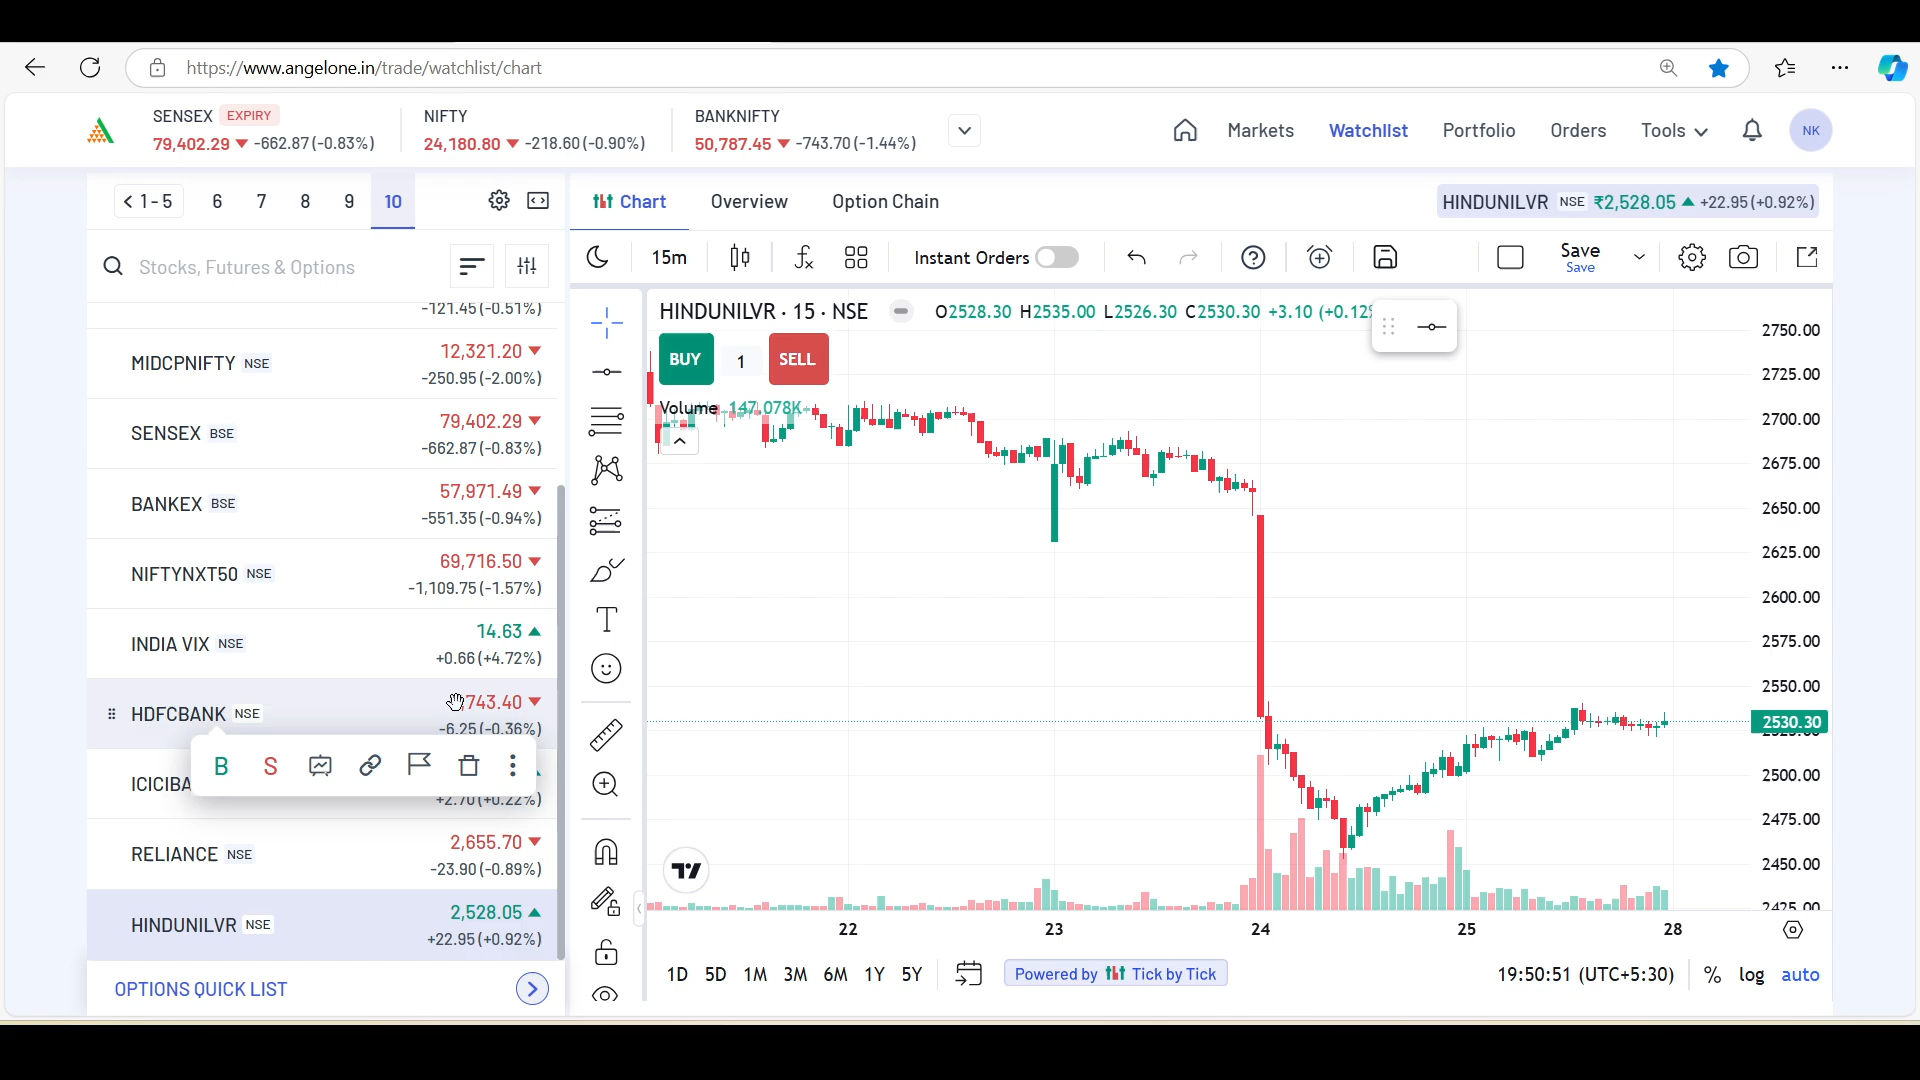 https://www.angelone.in/trade/watchlist/chart
SENSEX EXPIRY
79,402.29 ▼ -662.87 (-0.83%)
NIFTY
24,180.80 ▼ -218.60 (-0.90%)
BANKNIFTY
50,787.45 ▼ -743.70 (-1.44%)
Markets
Watchlist
Portfolio
Orders
Tools
NK
< 1 - 5 6 7 8 9 10
Stocks, Futures & Options
-121.45 (-0.51%)
MIDCPNIFTY NSE 12,321.20 ▼
-250.95 (-2.00%)
SENSEX BSE 79,402.29 ▼
-662.87 (-0.83%)
BANKEX BSE 57,971.49 ▼
-551.35 (-0.94%)
NIFTYNXT50 NSE 69,716.50 ▼
-1,109.75 (-1.57%)
INDIA VIX NSE 14.63 ▲
+0.66 (+4.72%)
HDFCBANK NSE 743.40 ▼
-6.25 (-0.36%)
B S
ICICIBA
+2.70 (+0.22%)
RELIANCE NSE 2,655.70 ▼
-23.90 (-0.89%)
HINDUNILVR NSE 2,528.05 ▲
+22.95 (+0.92%)
OPTIONS QUICK LIST
Chart Overview Option Chain
HINDUNILVR NSE ₹2,528.05 ▲ +22.95 (+0.92%)
15m
Instant Orders
Save
Save
HINDUNILVR · 15 · NSE O2528.30 H2535.00 L2526.30 C2530.30 +3.10 (+0.12%
BUY 1 SELL
Volume 147.078K
2750.00
2725.00
2700.00
2675.00
2650.00
2625.00
2600.00
2575.00
2550.00
2530.30
2500.00
2475.00
2450.00
2425.00
22 23 24 25 28
1D 5D 1M 3M 6M 1Y 5Y
Powered by Tick by Tick
19:50:51 (UTC+5:30) % log auto